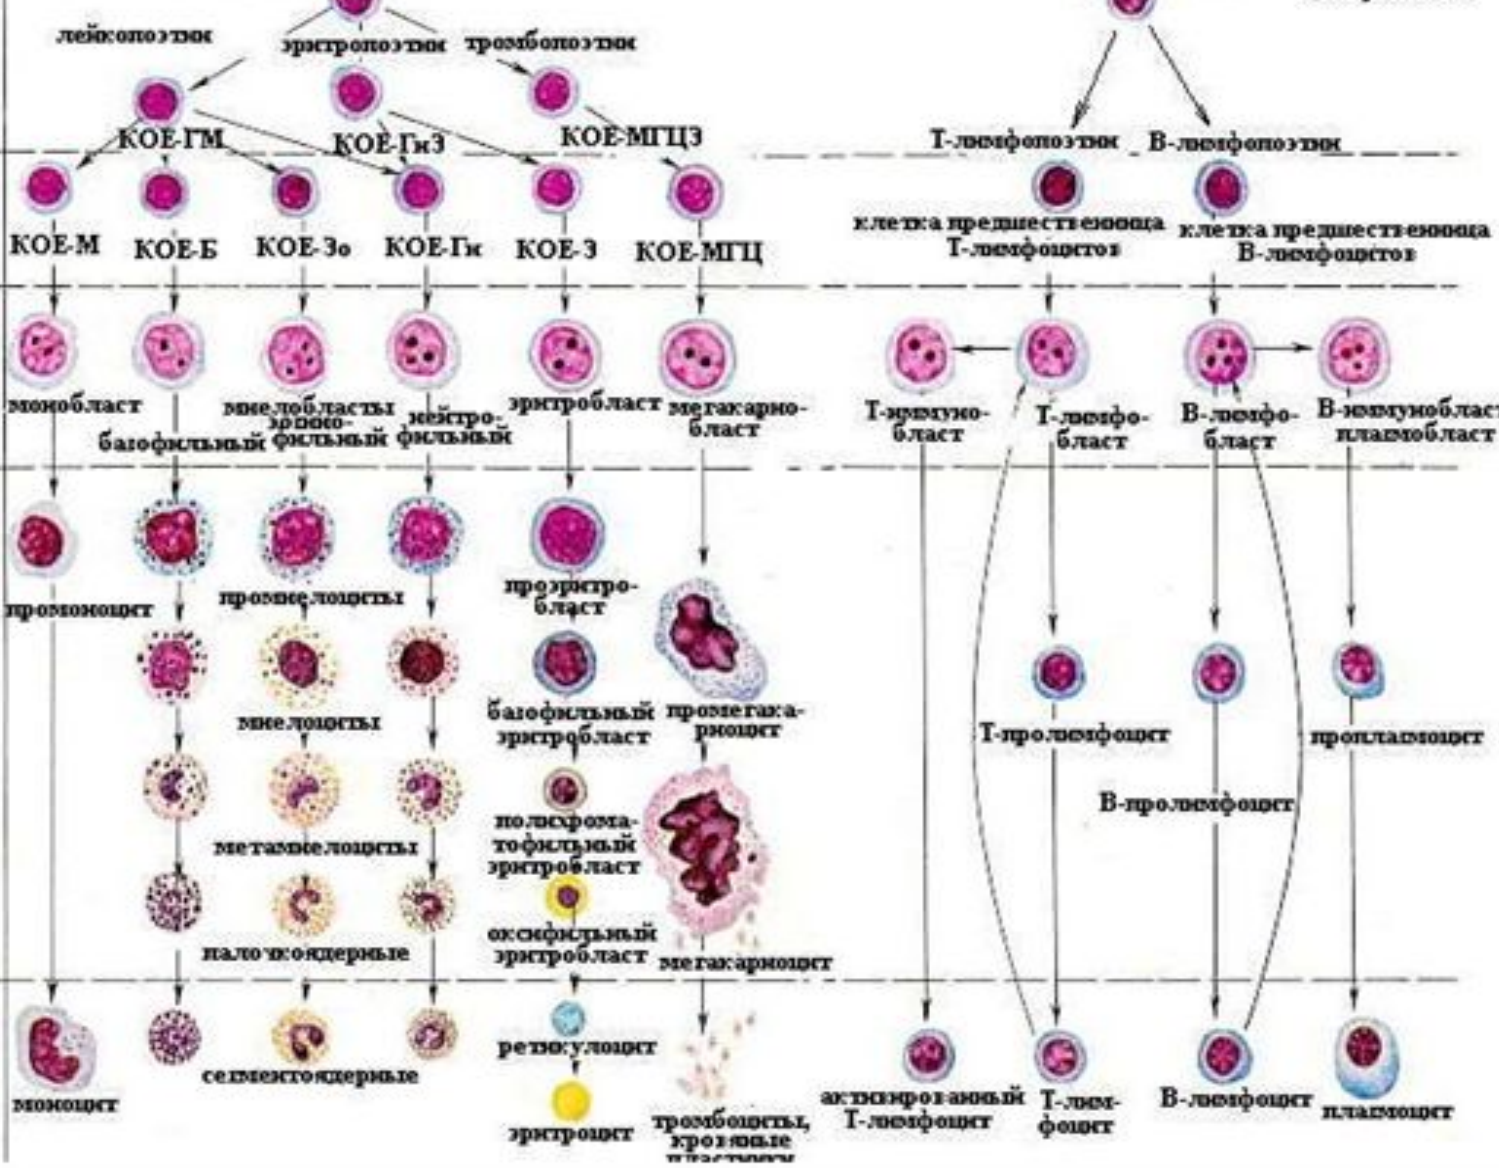 лейкопоэтин
эритропоэтин
тромбопоэтин
КОЕ-ГМ
КОЕ-ГнЭ
КОЕ-МГЦЭ
Т-лимфопоэтин
В-лимфопоэтин
КОЕ-М
КОЕ-Б
КОЕ-Эо
КОЕ-Гн
КОЕ-Э
КОЕ-МГЦ
клетка предшественница
Т-лимфоцитов
клетка предшественница
В-лимфоцитов
монобласт
миелобласты
базофильный
эозино-
фильный
нейтро-
фильный
эритробласт
мегакарио-
бласт
Т-иммуно-
бласт
Т-лимфо-
бласт
В-лимфо-
бласт
В-иммунобласт
плазмобласт
промоноцит
промиелоциты
проэритро-
бласт
миелоциты
базофильный
эритробласт
промегака-
риоцит
Т-пролимфоцит
проплазмоцит
В-пролимфоцит
метамиелоциты
полихрома-
тофильный
эритробласт
палочкоядерные
оксифильный
эритробласт
мегакариоцит
моноцит
сегментоядерные
ретикулоцит
эритроцит
тромбоциты,
кровяные
пластинки
активированный
Т-лимфоцит
Т-лим-
фоцит
В-лимфоцит
плазмоцит